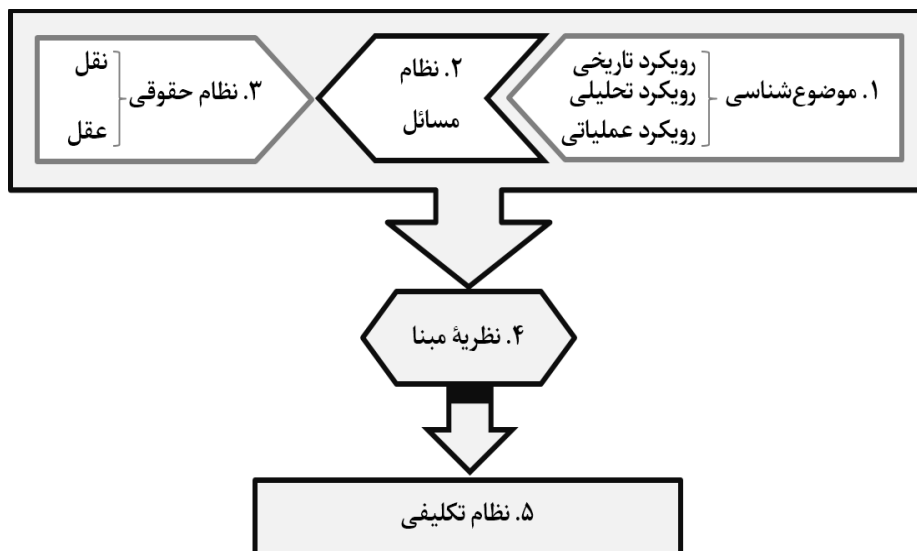 ۱. موضوع‌شناسی
رویکرد تاریخی
رویکرد تحلیلی
رویکرد عملیاتی
۲. نظام
مسائل
۳. نظام حقوقی
نقل
عقل
۴. نظریهٔ مبنا
۵. نظام تکلیفی